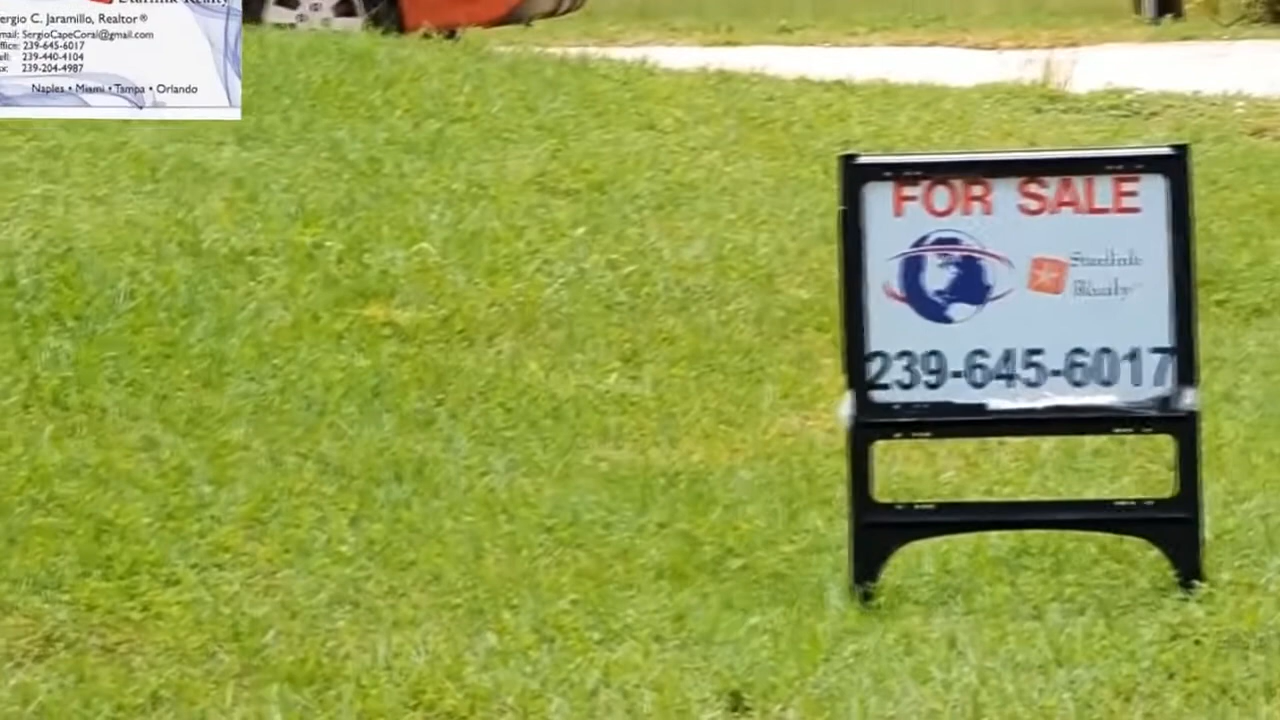 ergio C. Jaramillo, Realtor®
mail: SergioCapeCoral@gmail.com
ffice: 239-645-6017
ell: 239-440-4104
ax: 239-204-4987
Naples • Miami • Tampa • Orlando
FOR SALE
Realty
239-645-6017